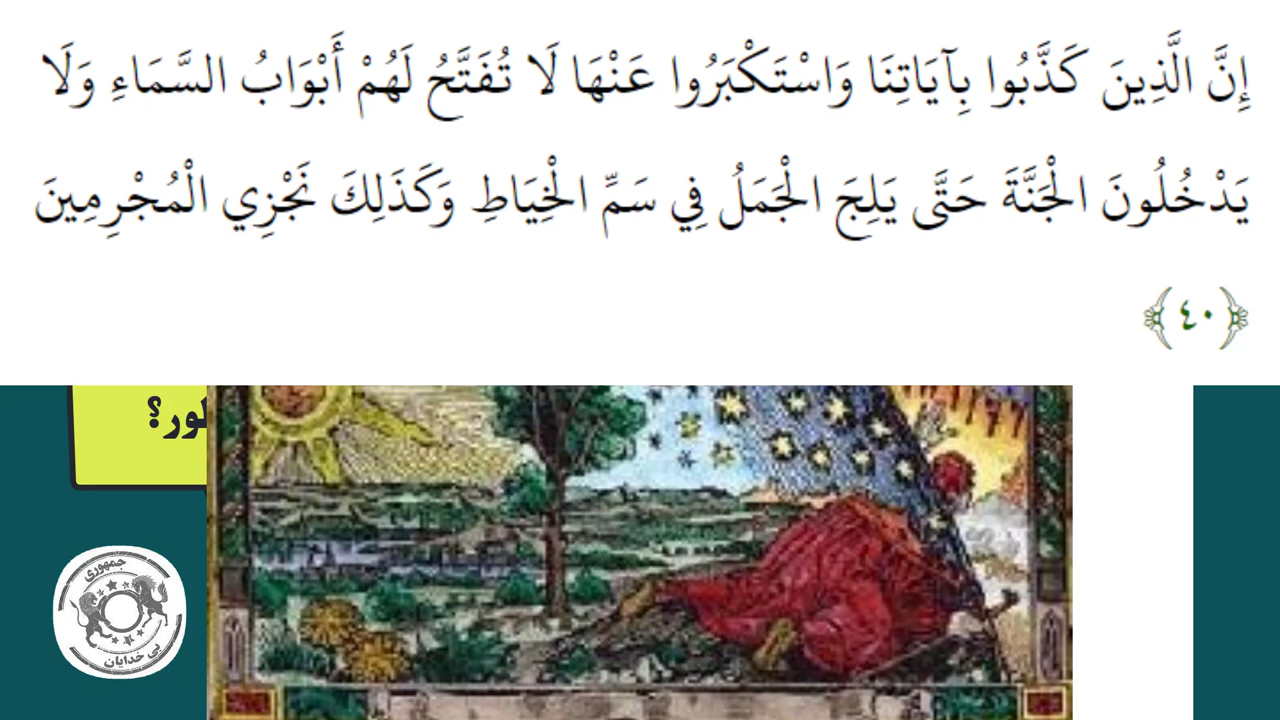 إِنَّ الَّذِينَ كَذَّبُوا بِآيَاتِنَا وَاسْتَكْبَرُوا عَنْهَا لَا تُفَتَّحُ لَهُمْ أَبْوَابُ السَّمَاءِ وَلَا
يَدْخُلُونَ الْجَنَّةَ حَتَّى يَلِجَ الْجَمَلُ فِي سَمِّ الْخِيَاطِ وَكَذَلِكَ نَجْزِي الْمُجْرِمِينَ
﴿٤٠﴾
جمهوری
بی خدایان